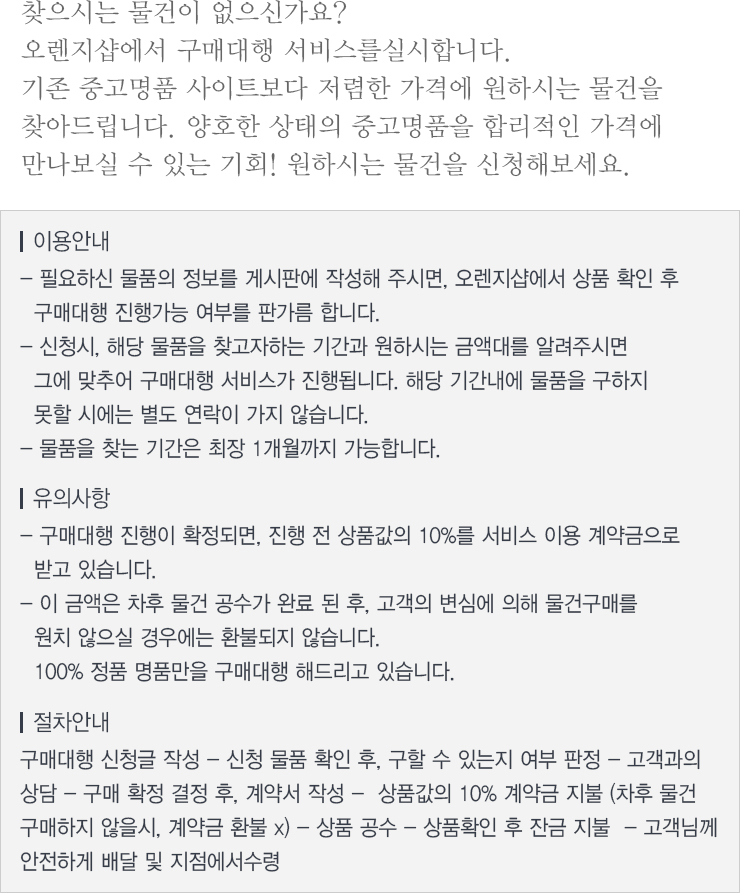 찾으시는 물건이 없으신가요?
오렌지샵에서 구매대행 서비스를실시합니다.
기존 중고명품 사이트보다 저렴한 가격에 원하시는 물건을
찾아드립니다. 양호한 상태의 중고명품을 합리적인 가격에
만나보실 수 있는 기회! 원하시는 물건을 신청해보세요.
이용안내
- 필요하신 물품의 정보를 게시판에 작성해 주시면, 오렌지샵에서 상품 확인 후
구매대행 진행가능 여부를 판가름 합니다.
- 신청시, 해당 물품을 찾고자하는 기간과 원하시는 금액대를 알려주시면
그에 맞추어 구매대행 서비스가 진행됩니다. 해당 기간내에 물품을 구하지
못할 시에는 별도 연락이 가지 않습니다.
- 물품을 찾는 기간은 최장 1개월까지 가능합니다.
유의사항
- 구매대행 진행이 확정되면, 진행 전 상품값의 10%를 서비스 이용 계약금으로
받고 있습니다.
- 이 금액은 차후 물건 공수가 완료 된 후, 고객의 변심에 의해 물건구매를
원치 않으실 경우에는 환불되지 않습니다.
100% 정품 명품만을 구매대행 해드리고 있습니다.
절차안내
구매대행 신청글 작성 - 신청 물품 확인 후, 구할 수 있는지 여부 판정 - 고객과의
상담 - 구매 확정 결정 후, 계약서 작성 - 상품값의 10% 계약금 지불 (차후 물건
구매하지 않을시, 계약금 환불 x) - 상품 공수 - 상품확인 후 잔금 지불 - 고객님께
안전하게 배달 및 지점에서수령